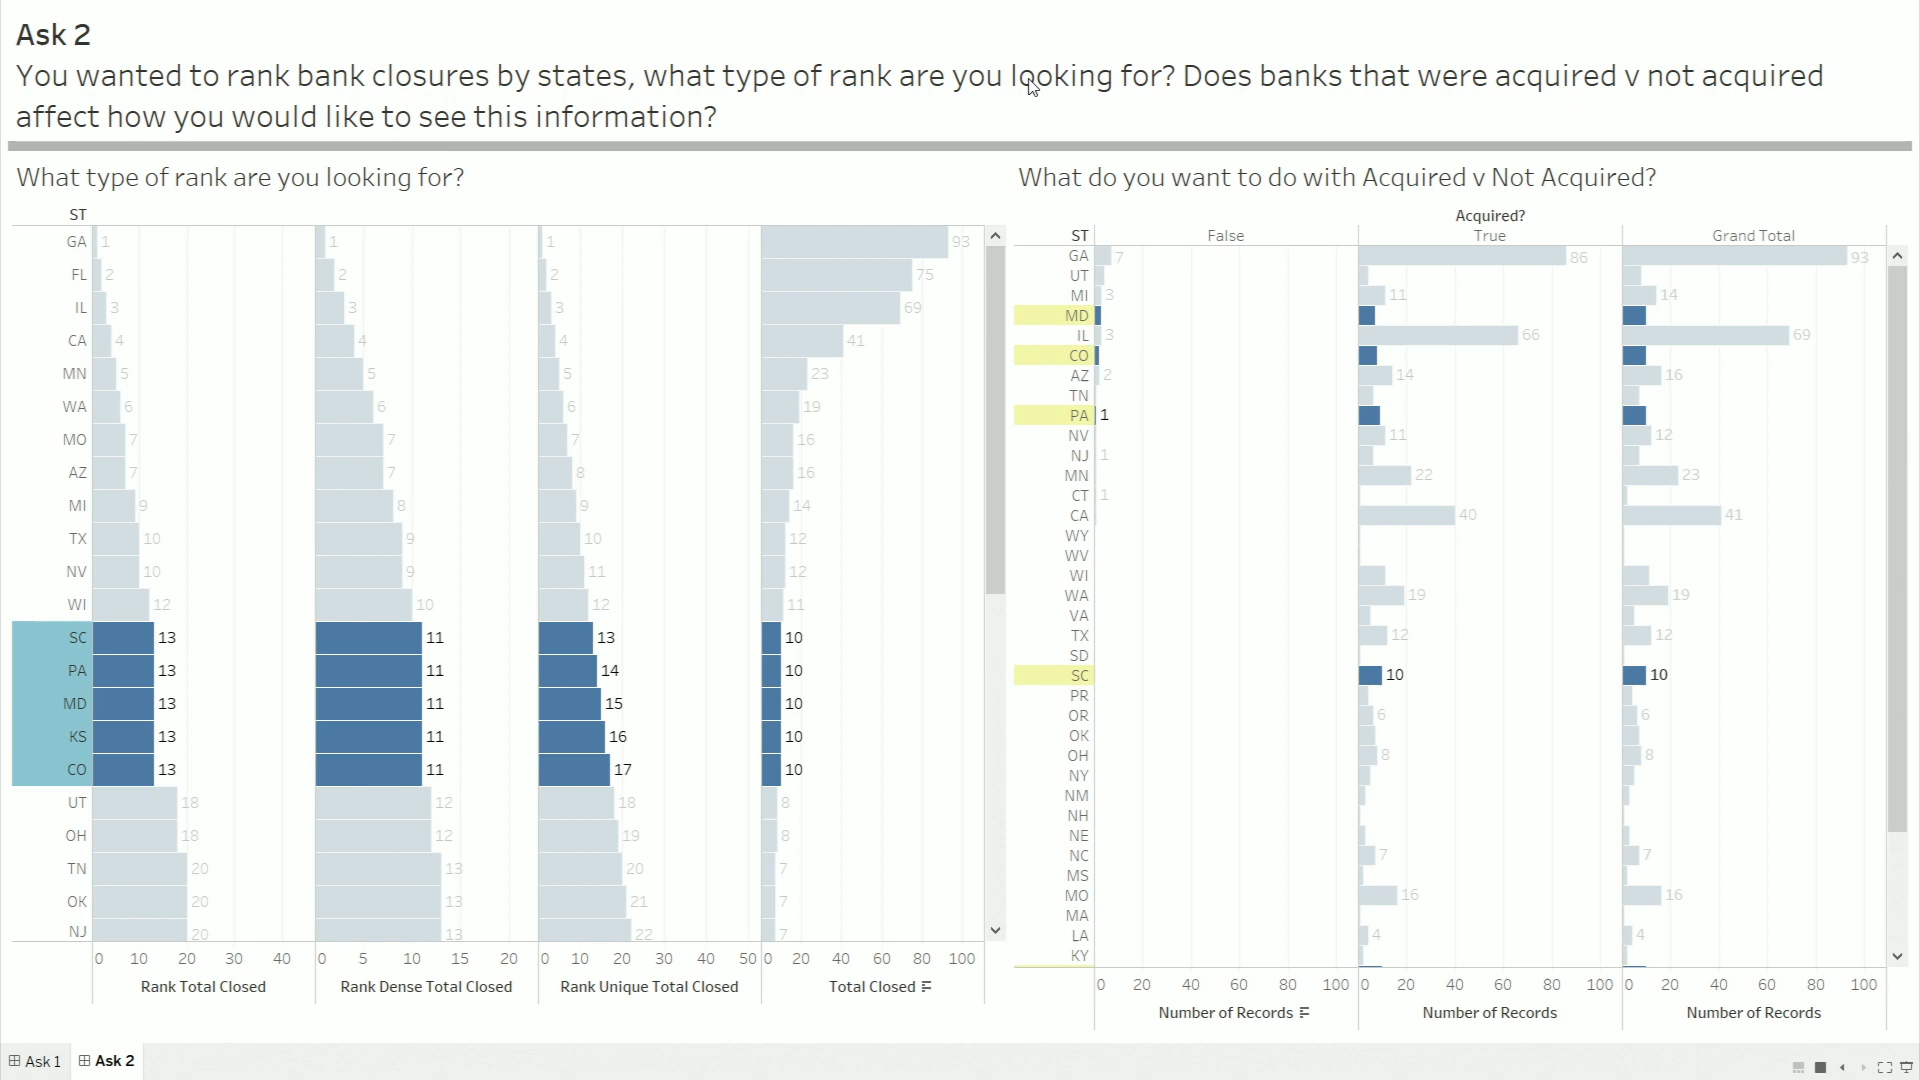 Ask 2
You wanted to rank bank closures by states, what type of rank are you looking for? Does banks that were acquired v not acquired
affect how you would like to see this information?
What type of rank are you looking for?
ST
GA 1 1 1 93
FL 2 2 2 75
IL 3 3 3 69
CA 4 4 4 41
MN 5 5 5 23
WA 6 6 6 19
MO 7 7 7 16
AZ 7 7 8 16
MI 9 8 9 14
TX 10 9 10 12
NV 10 9 11 12
WI 12 10 12 11
SC 13 11 13 10
PA 13 11 14 10
MD 13 11 15 10
KS 13 11 16 10
CO 13 11 17 10
UT 18 12 18 8
OH 18 12 19 8
TN 20 13 20 7
OK 20 13 21 7
NJ 20 13 22 7
0 10 20 30 40 0 5 10 15 20 0 10 20 30 40 50 0 20 40 60 80 100
Rank Total Closed Rank Dense Total Closed Rank Unique Total Closed Total Closed
What do you want to do with Acquired v Not Acquired?
Acquired?
ST False True Grand Total
GA 7 86 93
UT
MI 3 11 14
MD
IL 3 66 69
CO
AZ 2 14 16
TN
PA 1
NV 11 12
NJ 1
MN 22 23
CT 1
CA 40 41
WY
WV
WI
WA 19 19
VA
TX 12 12
SD
SC 10 10
PR
OR 6 6
OK
OH 8 8
NY
NM
NH
NE
NC 7 7
MS
MO 16 16
MA
LA 4 4
KY
0 20 40 60 80 100 0 20 40 60 80 100 0 20 40 60 80 100
Number of Records Number of Records Number of Records
Ask 1 Ask 2